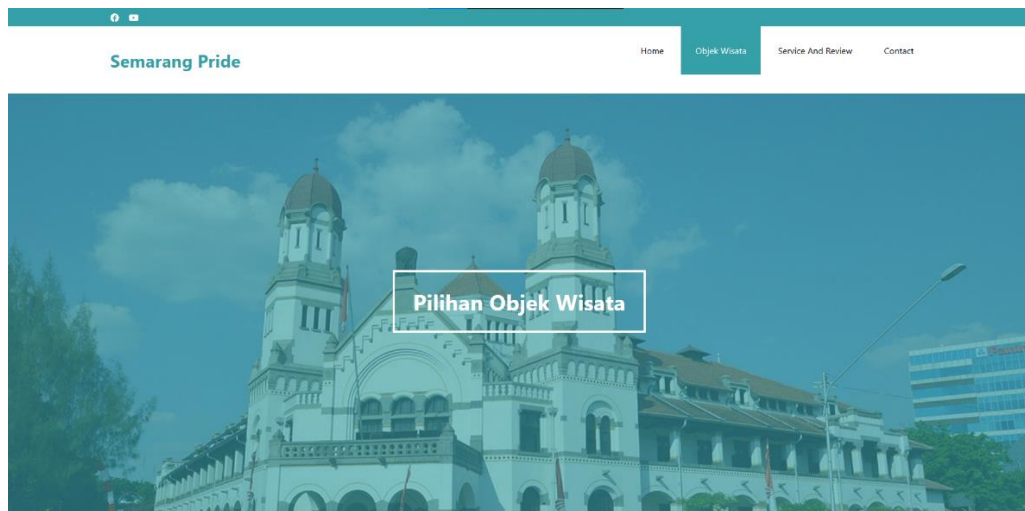 Semarang Pride
Home
Objek Wisata
Service And Review
Contact
Pilihan Objek Wisata